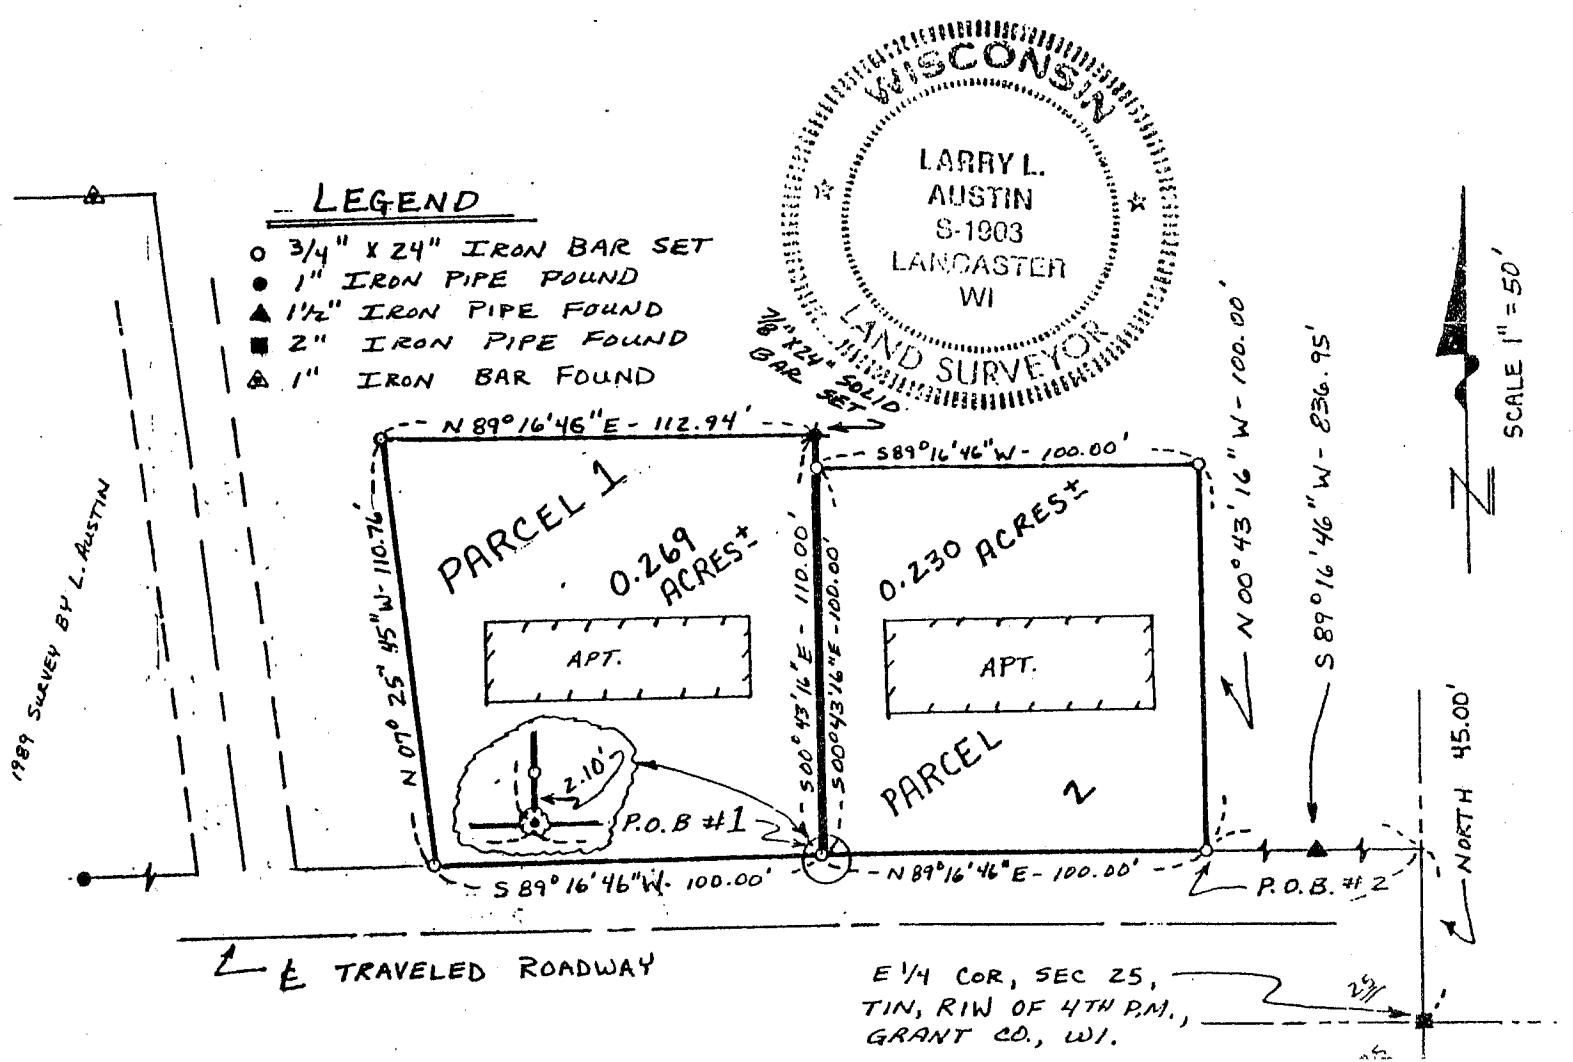 WISCONSIN
LARRY L.
AUSTIN
S-1903
LANCASTER
WI
LAND SURVEYOR
LEGEND
3/4" X 24" IRON BAR SET
1" IRON PIPE FOUND
1 1/2" IRON PIPE FOUND
2" IRON PIPE FOUND
1" IRON BAR FOUND
X24" SOLID
BAR SET
N 89° 16' 46" E - 112.94'
S 89° 16' 46" W - 100.00'
N 00° 43' 16" W - 100.00'
S 89° 16' 46" W - 836.95'
SCALE 1" = 50'
1989 SURVEY BY L. AUSTIN
N 07° 25' 45" W - 110.76'
PARCEL 1
0.269
ACRES±
S 00° 43' 16" E - 110.00'
S 00° 43' 16" E - 100.00'
0.230 ACRES±
APT.
APT.
PARCEL
2
2.10'
P.O.B #1
S 89° 16' 46" W - 100.00'
N 89° 16' 46" E - 100.00'
P.O.B. #2
NORTH 45.00'
℄ TRAVELED ROADWAY
E 1/4 COR, SEC 25,
T1N, R1W OF 4TH P.M.,
GRANT CO., WI.
25